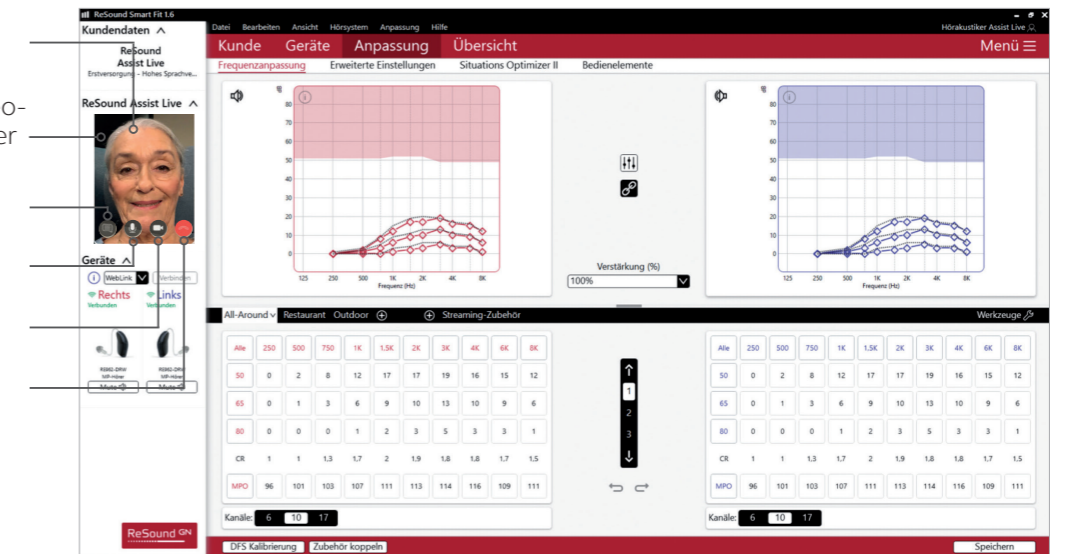 ReSound Smart Fit 1.6
Kundendaten
ReSound
Assist Live
Erstversorgung - Hohes Sprachve...
ReSound Assist Live
o-
er
Geräte
WebLink Verbinden
Rechts Links
Verbunden Verbunden
MP-Hörer MP-Hörer
Mute Mute
ReSound GN
Datei Bearbeiten Ansicht Hörsystem Anpassung Hilfe
Hörakustiker Assist Live
Kunde Geräte Anpassung Übersicht
Menü
Frequenzanpassung Erweiterte Einstellungen Situations Optimizer II Bedienelemente
80
70
60
50
40
30
20
10
0
125 250 500 1K 2K 4K 8K
Frequenz (Hz)
Verstärkung (%)
100%
80
70
60
50
40
30
20
10
0
125 250 500 1K 2K 4K 8K
Frequenz (Hz)
All-Around Restaurant Outdoor Streaming-Zubehör
Werkzeuge
Alle 250 500 750 1K 1.5K 2K 3K 4K 6K 8K
50 0 2 8 12 17 17 19 16 15 12
65 0 1 3 6 9 10 13 10 9 6
80 0 0 0 1 2 3 5 3 3 1
CR 1 1 1,3 1,7 2 1,9 1,8 1,8 1,7 1,5
MPO 96 101 103 107 111 113 114 116 109 111
Kanäle: 6 10 17
1
2
3
Alle 250 500 750 1K 1.5K 2K 3K 4K 6K 8K
50 0 2 8 12 17 17 19 16 15 12
65 0 1 3 6 9 10 13 10 9 6
80 0 0 0 1 2 3 5 3 3 1
CR 1 1 1,3 1,7 2 1,9 1,8 1,8 1,7 1,5
MPO 96 101 103 107 111 113 114 116 109 111
Kanäle: 6 10 17
DFS Kalibrierung Zubehör koppeln
Speichern